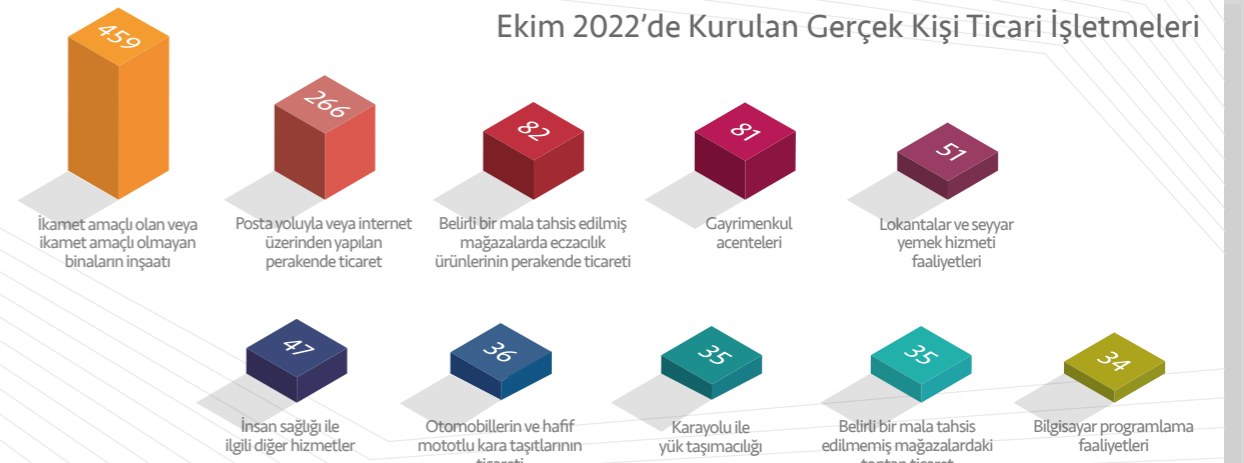 Ekim 2022'de Kurulan Gerçek Kişi Ticari İşletmeleri
459
İkamet amaçlı olan veya
ikamet amaçlı olmayan
binaların inşaatı
266
Posta yoluyla veya internet
üzerinden yapılan
perakende ticaret
82
Belirli bir mala tahsis edilmiş
mağazalarda eczacılık
ürünlerinin perakende ticareti
81
Gayrimenkul
acenteleri
51
Lokantalar ve seyyar
yemek hizmeti
faaliyetleri
47
İnsan sağlığı ile
ilgili diğer hizmetler
36
Otomobillerin ve hafif
mototlu kara taşıtlarının
ticareti
35
Karayolu ile
yük taşımacılığı
35
Belirli bir mala tahsis
edilmemiş mağazalardaki
toptan ticaret
34
Bilgisayar programlama
faaliyetleri